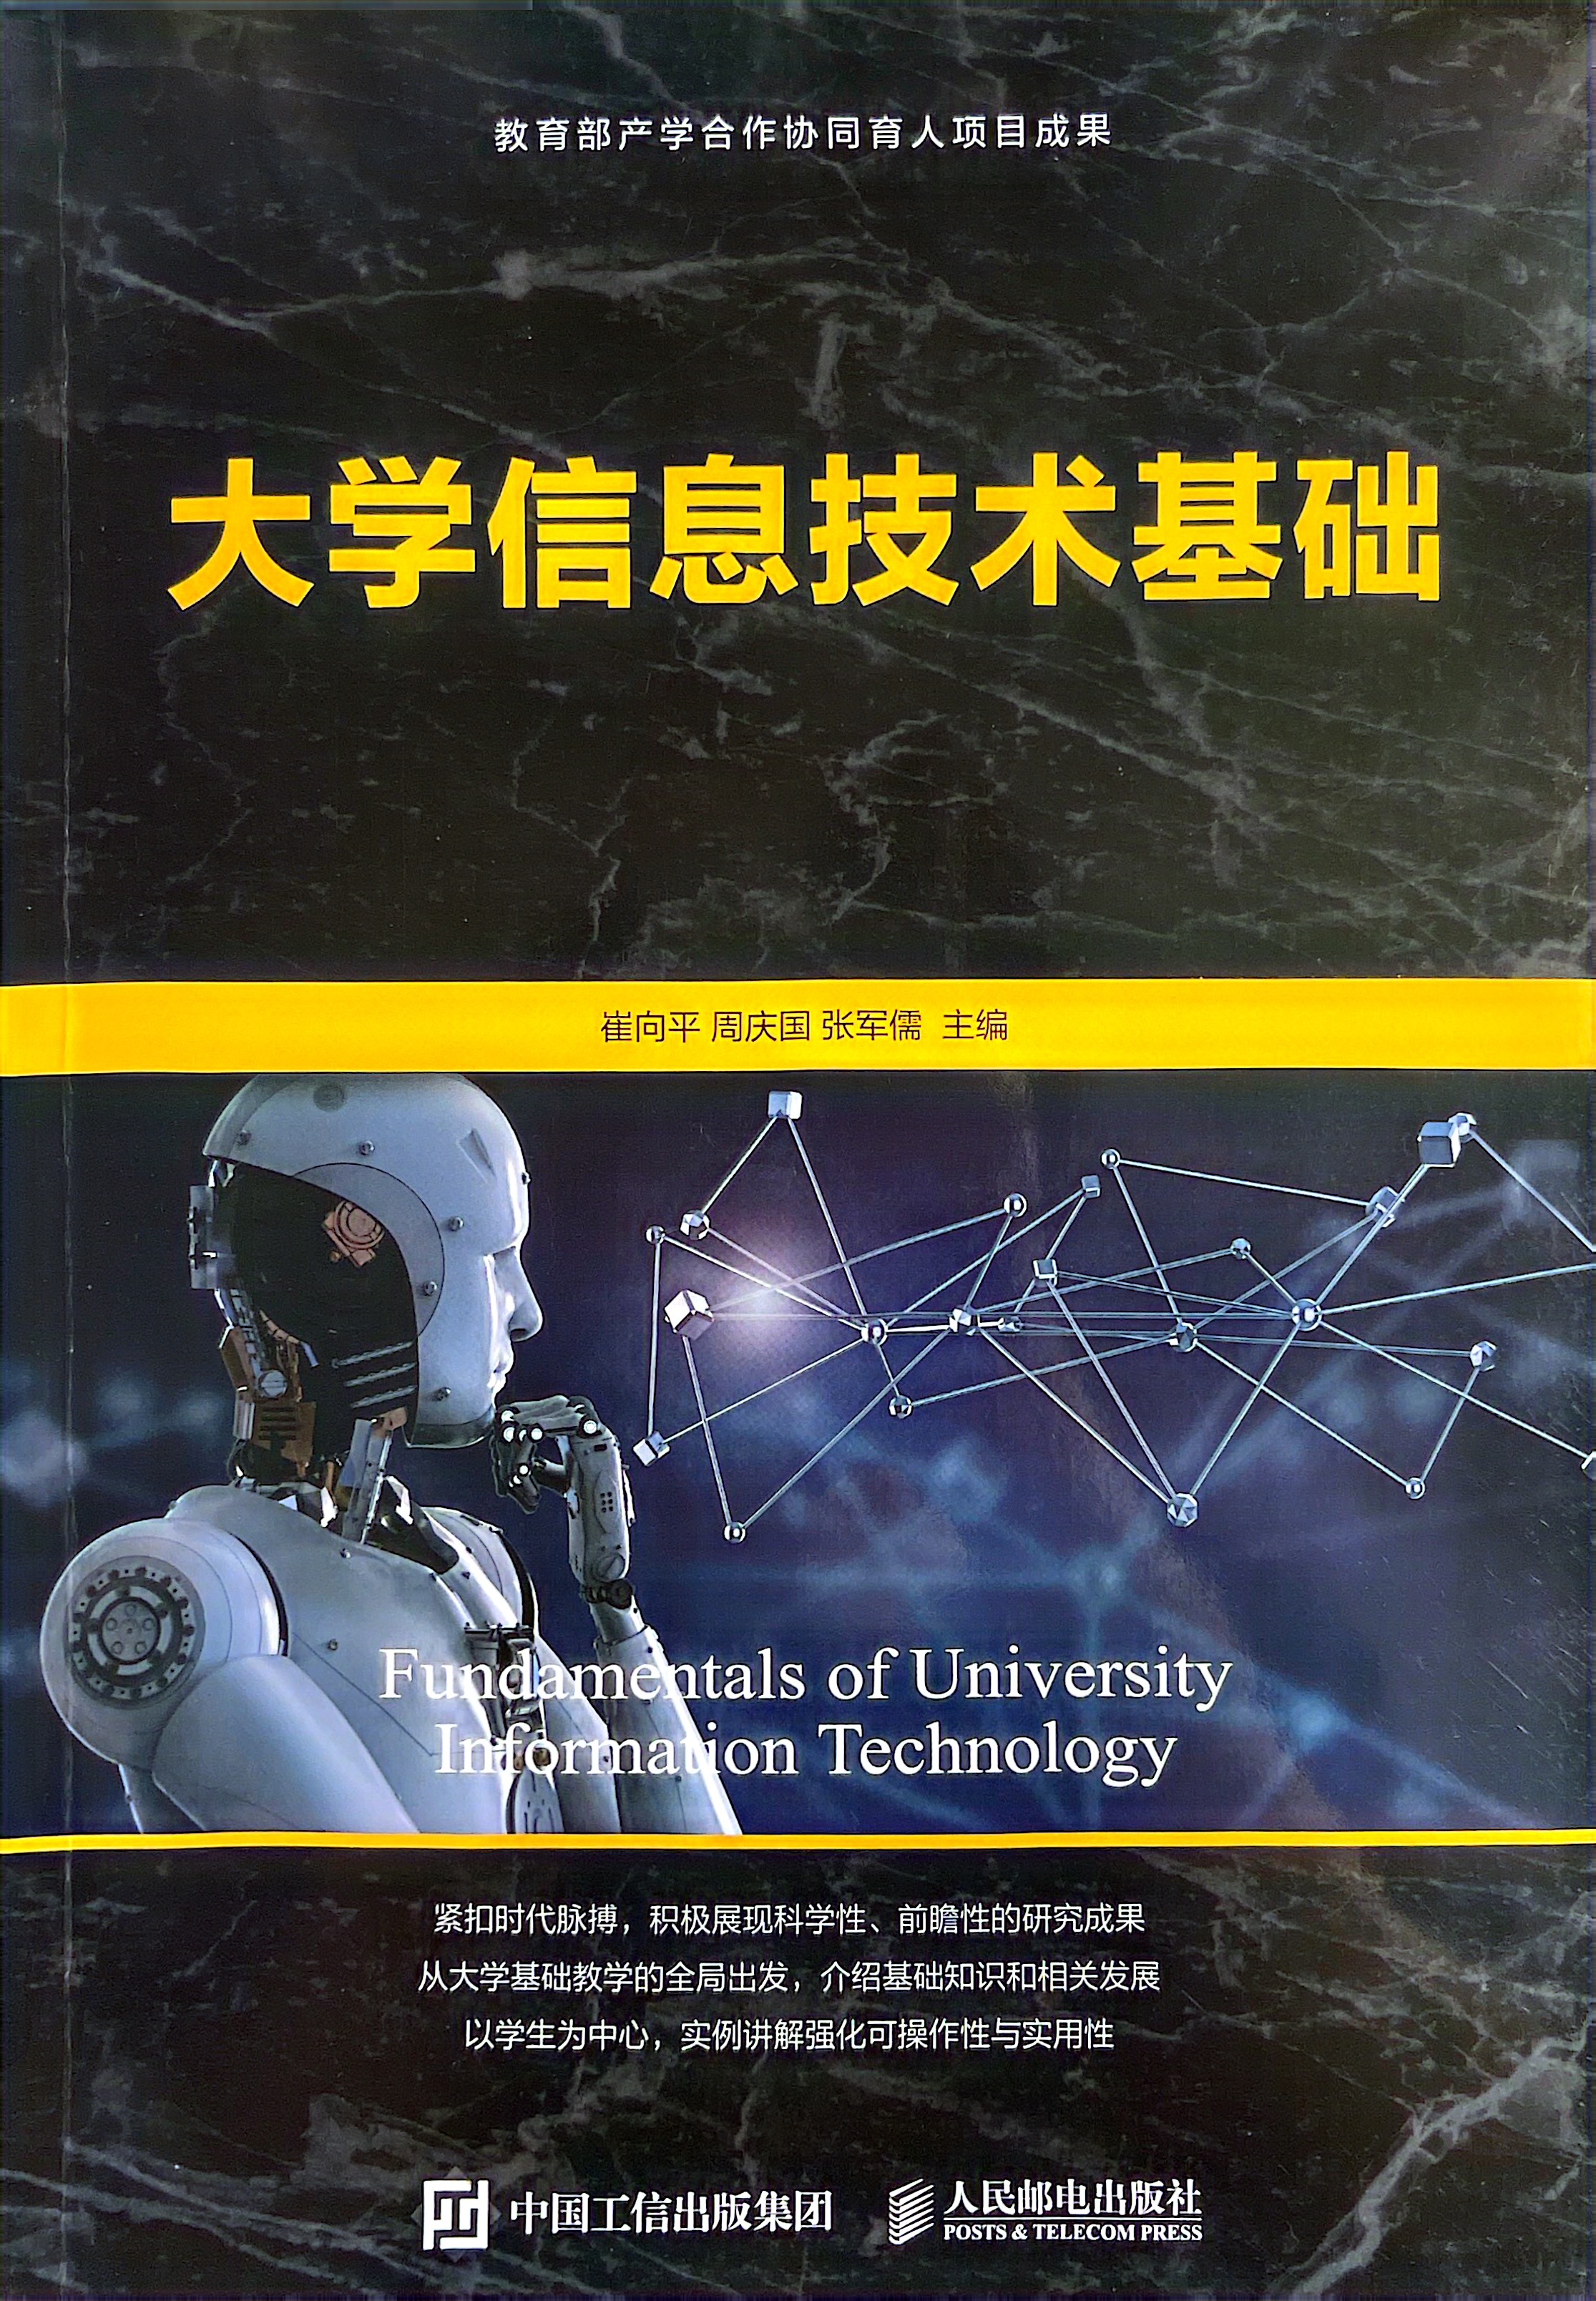 教育部产学合作协同育人项目成果
大学信息技术基础
崔向平 周庆国 张军儒 主编
Fundamentals of University
Information Technology
紧扣时代脉搏，积极展现科学性、前瞻性的研究成果
从大学基础教学的全局出发，介绍基础知识和相关发展
以学生为中心，实例讲解强化可操作性与实用性
中国工信出版集团
人民邮电出版社
POSTS & TELECOM PRESS